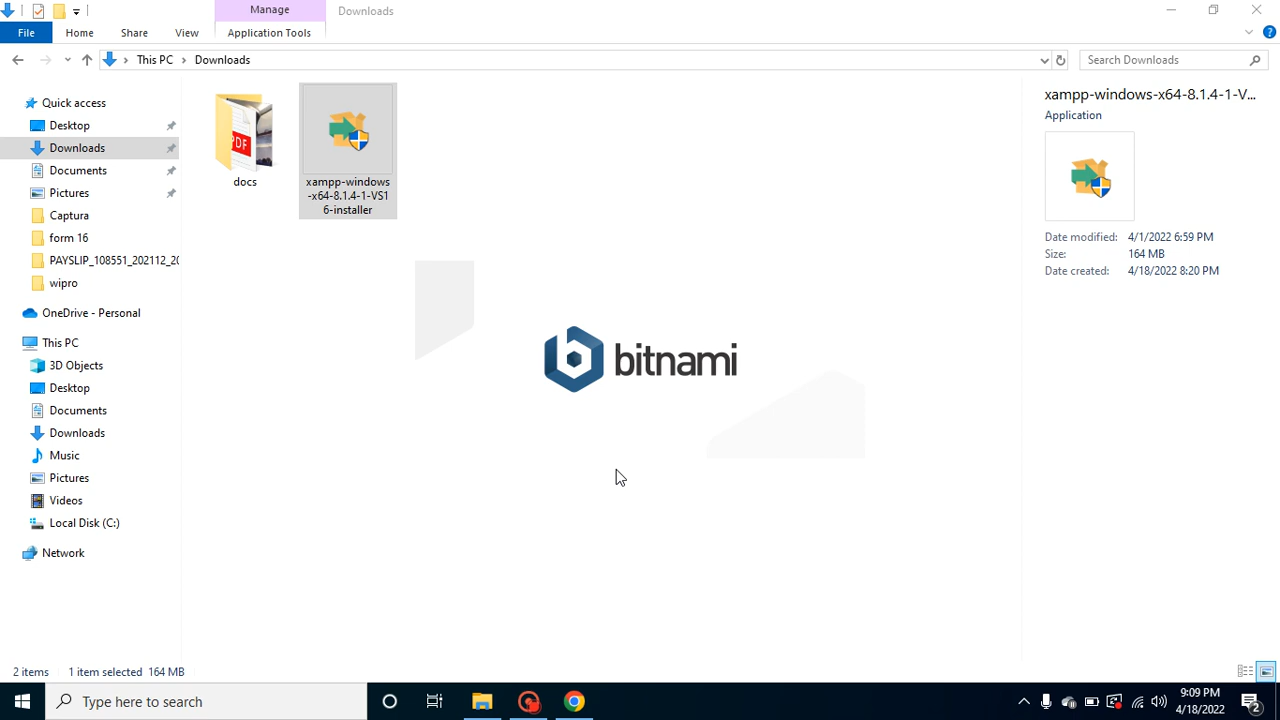 Manage
Downloads
File
Home
Share
View
Application Tools
This PC
Downloads
Search Downloads
Quick access
Desktop
Downloads
Documents
Pictures
Captura
form 16
PAYSLIP_108551_202112_20
wipro
OneDrive - Personal
This PC
3D Objects
Desktop
Documents
Downloads
Music
Pictures
Videos
Local Disk (C:)
Network
PDF
docs
xampp-windows
-x64-8.1.4-1-VS1
6-installer
bitnami
xampp-windows-x64-8.1.4-1-V...
Application
Date modified: 4/1/2022 6:59 PM
Size: 164 MB
Date created: 4/18/2022 8:20 PM
2 items
1 item selected 164 MB
Type here to search
9:09 PM
4/18/2022
2